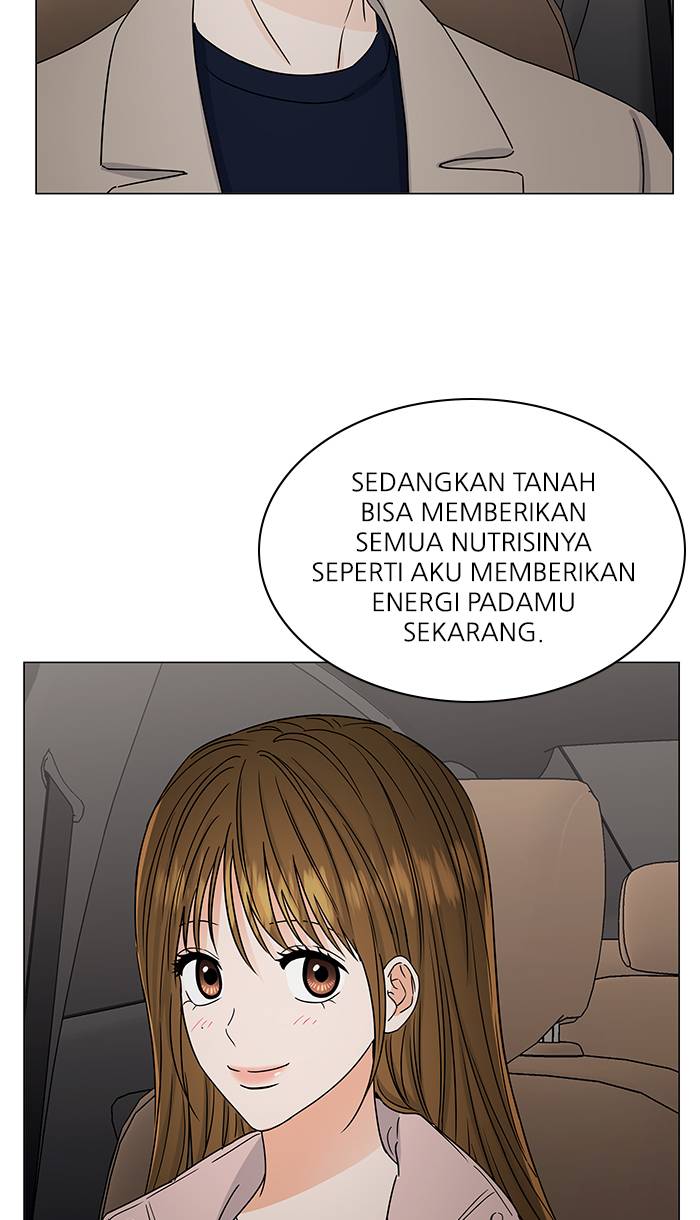 SEDANGKAN TANAH
BISA MEMBERIKAN
SEMUA NUTRISINYA
SEPERTI AKU MEMBERIKAN
ENERGI PADAMU
SEKARANG.